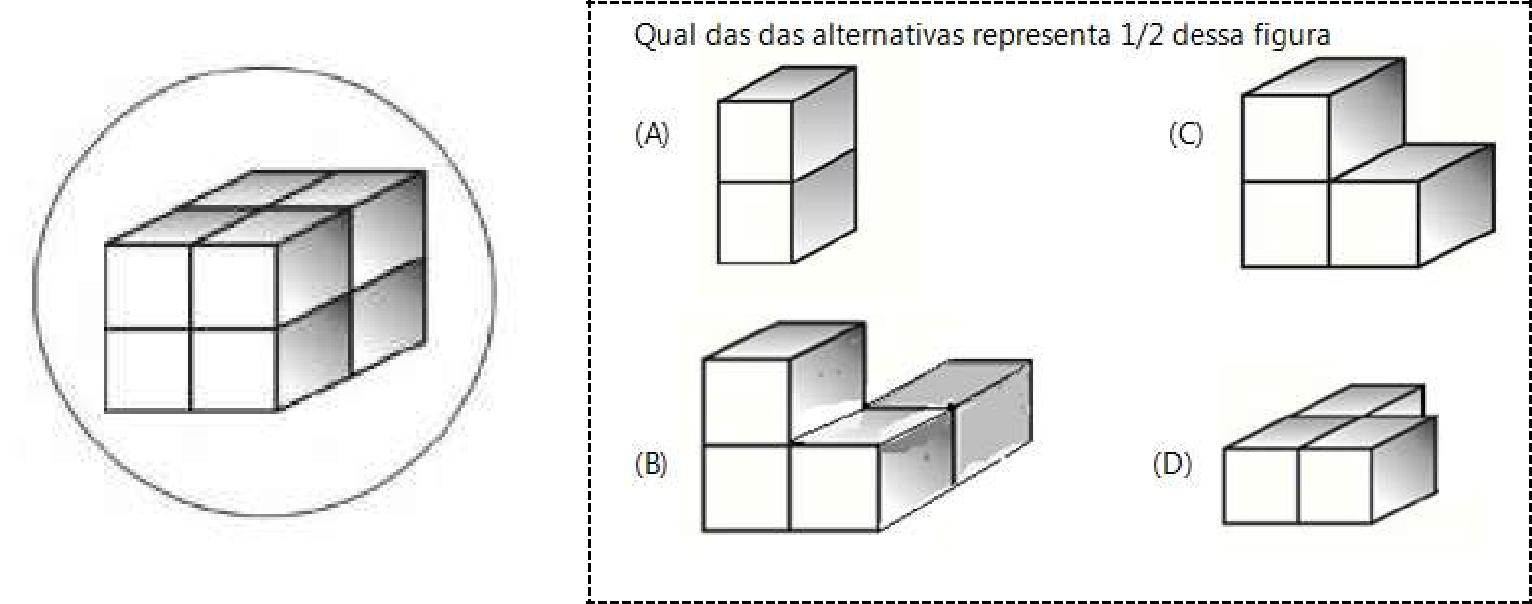 Qual das das alternativas representa 1/2 dessa figura
(A)
(C)
(B)
(D)